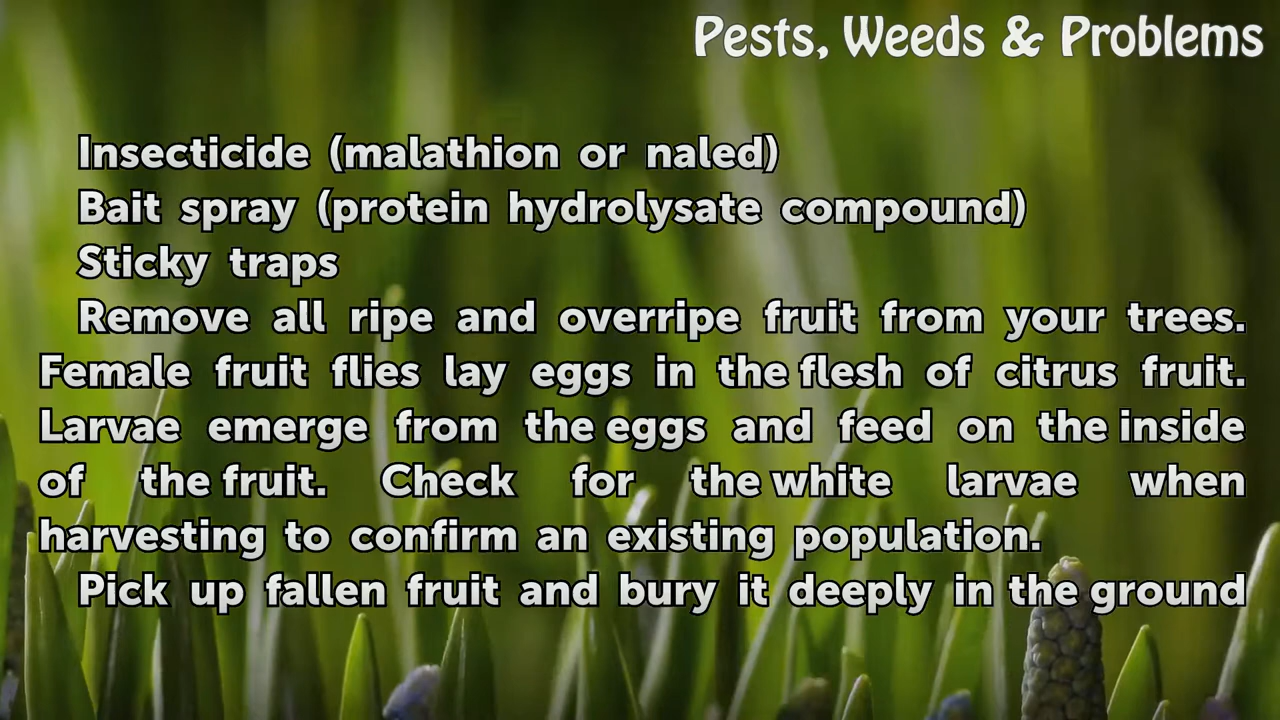 Pests, Weeds & Problems
Insecticide (malathion or naled)
Bait spray (protein hydrolysate compound)
Sticky traps
Remove all ripe and overripe fruit from your trees.
Female fruit flies lay eggs in the flesh of citrus fruit.
Larvae emerge from the eggs and feed on the inside
of the fruit. Check for the white larvae when
harvesting to confirm an existing population.
Pick up fallen fruit and bury it deeply in the ground